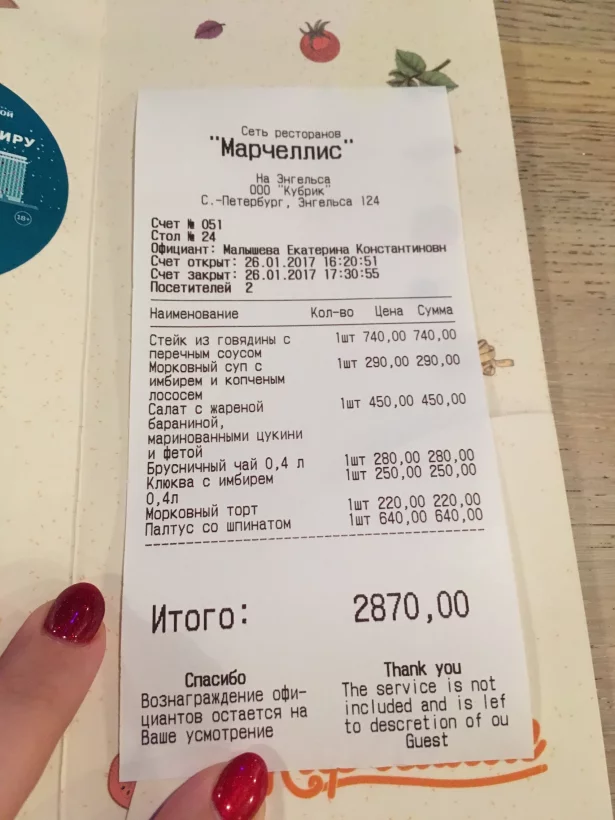 ОЙ
ИРУ
18+
Сеть ресторанов
"Марчеллис"
На Энгельса
ООО "Кубрик"
С.-Петербург, Энгельса 124
Счет № 051
Стол № 24
Официант: Малышева Екатерина Константиновн
Счет открыт: 26.01.2017 16:20:51
Счет закрыт: 26.01.2017 17:30:55
Посетителей 2
Наименование Кол-во Цена Сумма
Стейк из говядины с 1шт 740,00 740,00
перечным соусом
Морковный суп с 1шт 290,00 290,00
имбирем и копченым
лососем
Салат с жареной 1шт 450,00 450,00
бараниной,
маринованными цукини
и фетой
Брусничный чай 0,4 л 1шт 280,00 280,00
Клюква с имбирем 1шт 250,00 250,00
0,4л
Морковный торт 1шт 220,00 220,00
Палтус со шпинатом 1шт 640,00 640,00
Итого: 2870,00
Спасибо
Вознаграждение офи-
циантов остается на
Ваше усмотрение
Thank you
The service is not
included and is lef
to descretion of ou
Guest